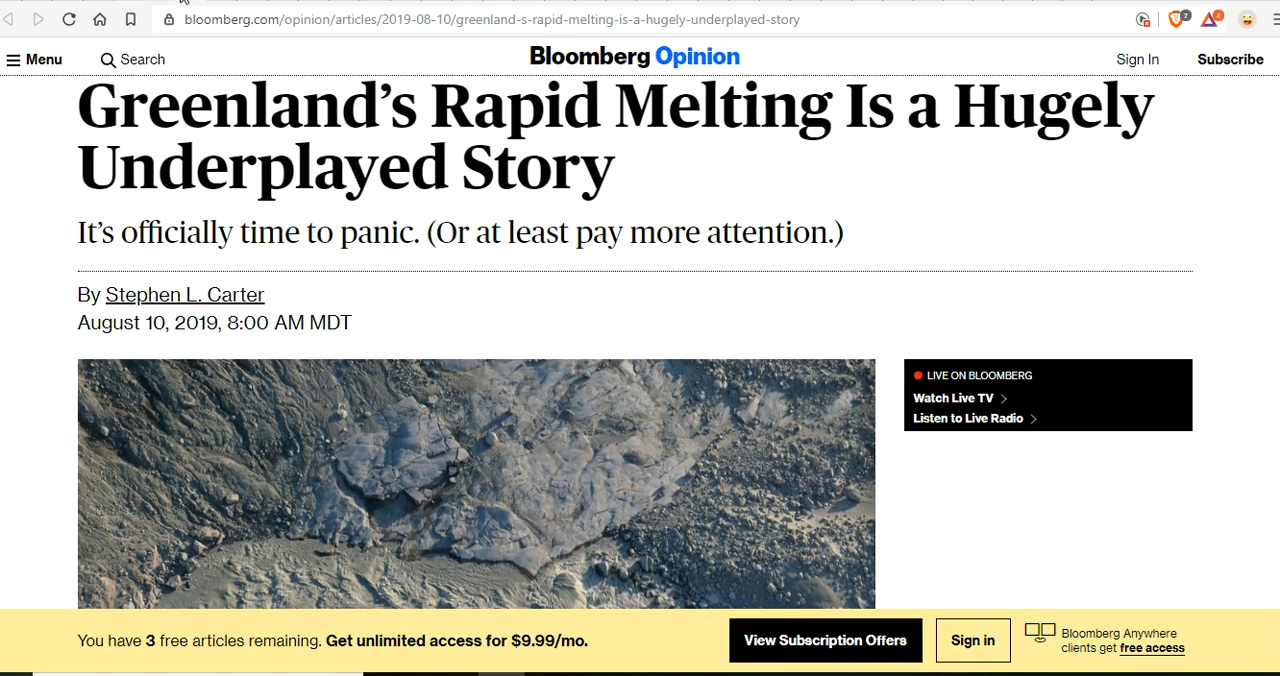 bloomberg.com/opinion/articles/2019-08-10/greenland-s-rapid-melting-is-a-hugely-underplayed-story
7
4
Menu
Search
Bloomberg Opinion
Sign In
Subscribe
Greenland’s Rapid Melting Is a Hugely
Underplayed Story
It’s officially time to panic. (Or at least pay more attention.)
By Stephen L. Carter
August 10, 2019, 8:00 AM MDT
LIVE ON BLOOMBERG
Watch Live TV
Listen to Live Radio
You have 3 free articles remaining. Get unlimited access for $9.99/mo.
View Subscription Offers
Sign in
Bloomberg Anywhere
clients get free access